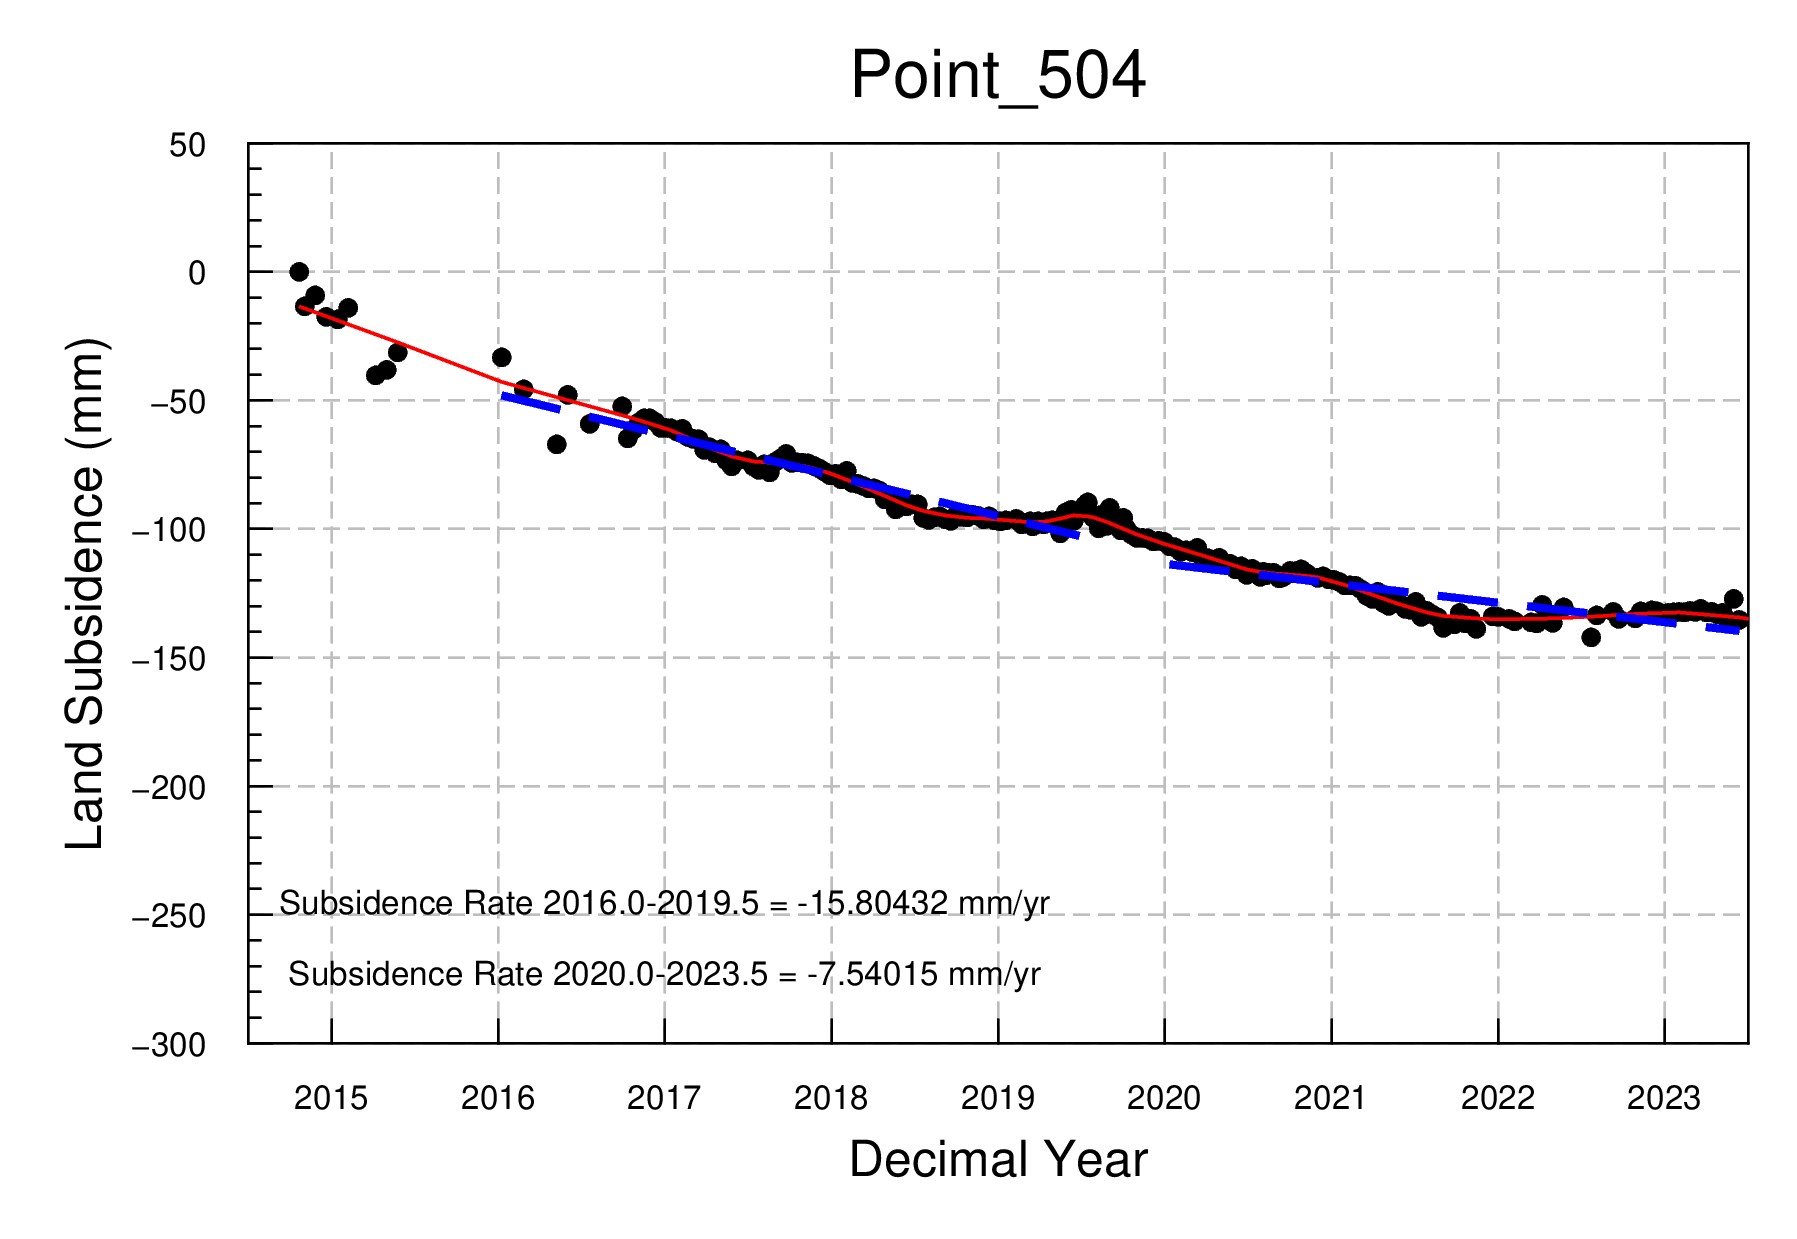 Point_504
50
0
−50
−100
−150
−200
−250
−300
Land Subsidence (mm)
Subsidence Rate 2016.0-2019.5 = -15.80432 mm/yr
Subsidence Rate 2020.0-2023.5 = -7.54015 mm/yr
2015 2016 2017 2018 2019 2020 2021 2022 2023
Decimal Year